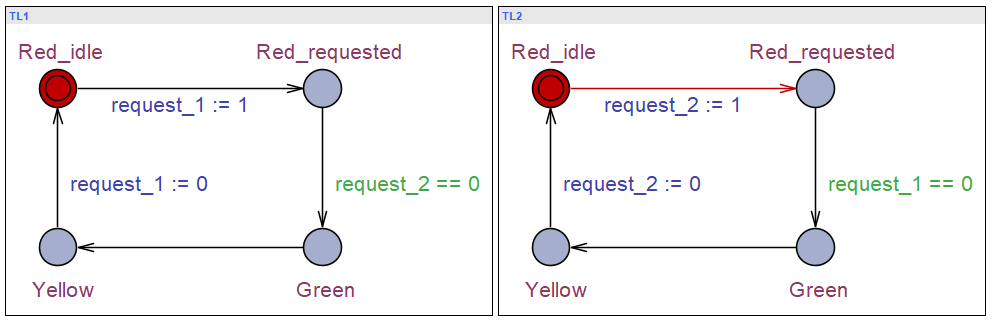 TL1
Red_idle
Red_requested
request_1 := 1
request_1 := 0
request_2 == 0
Yellow
Green
TL2
Red_idle
Red_requested
request_2 := 1
request_2 := 0
request_1 == 0
Yellow
Green